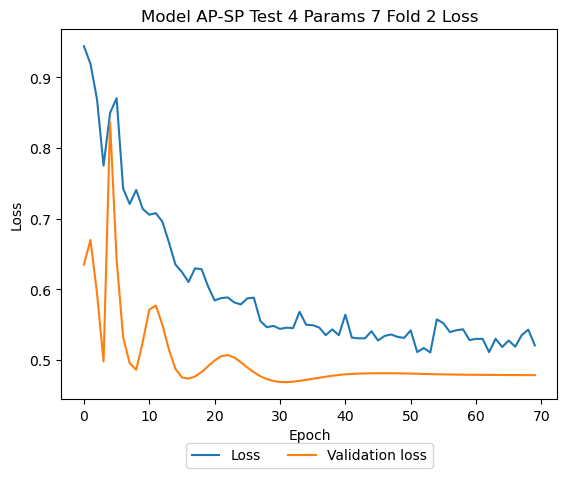 Model AP-SP Test 4 Params 7 Fold 2 Loss
0.9
0.8
0.7
0.6
0.5
Loss
0 10 20 30 40 50 60 70
Epoch
Loss Validation loss